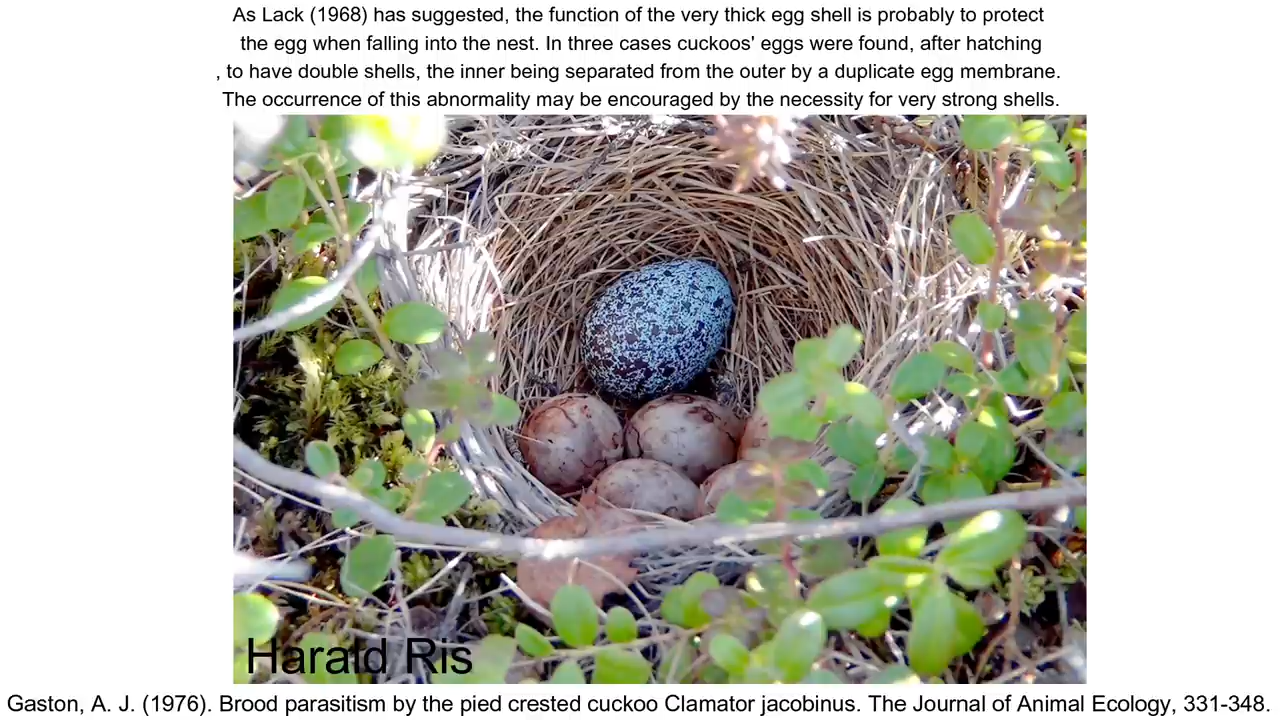 As Lack (1968) has suggested, the function of the very thick egg shell is probably to protect
the egg when falling into the nest. In three cases cuckoos' eggs were found, after hatching
, to have double shells, the inner being separated from the outer by a duplicate egg membrane.
The occurrence of this abnormality may be encouraged by the necessity for very strong shells.
Harald Ris
Gaston, A. J. (1976). Brood parasitism by the pied crested cuckoo Clamator jacobinus. The Journal of Animal Ecology, 331-348.